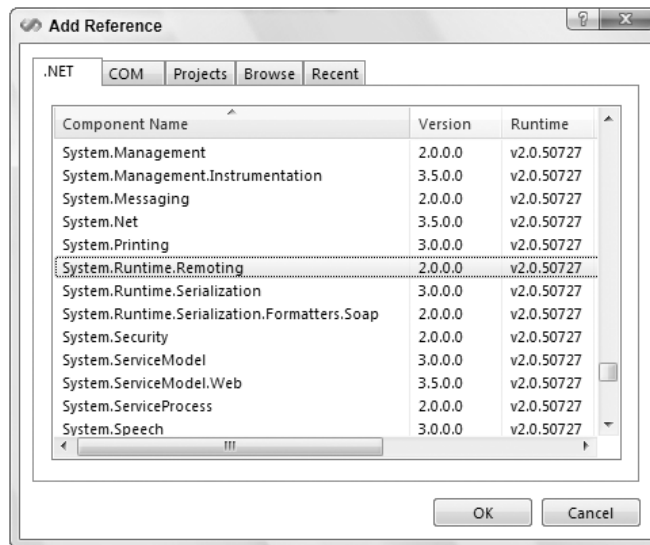 Add Reference
.NET COM Projects Browse Recent
Component Name Version Runtime
System.Management 2.0.0.0 v2.0.50727
System.Management.Instrumentation 3.5.0.0 v2.0.50727
System.Messaging 2.0.0.0 v2.0.50727
System.Net 3.5.0.0 v2.0.50727
System.Printing 3.0.0.0 v2.0.50727
System.Runtime.Remoting 2.0.0.0 v2.0.50727
System.Runtime.Serialization 3.0.0.0 v2.0.50727
System.Runtime.Serialization.Formatters.Soap 2.0.0.0 v2.0.50727
System.Security 2.0.0.0 v2.0.50727
System.ServiceModel 3.0.0.0 v2.0.50727
System.ServiceModel.Web 3.5.0.0 v2.0.50727
System.ServiceProcess 2.0.0.0 v2.0.50727
System.Speech 3.0.0.0 v2.0.50727
OK Cancel